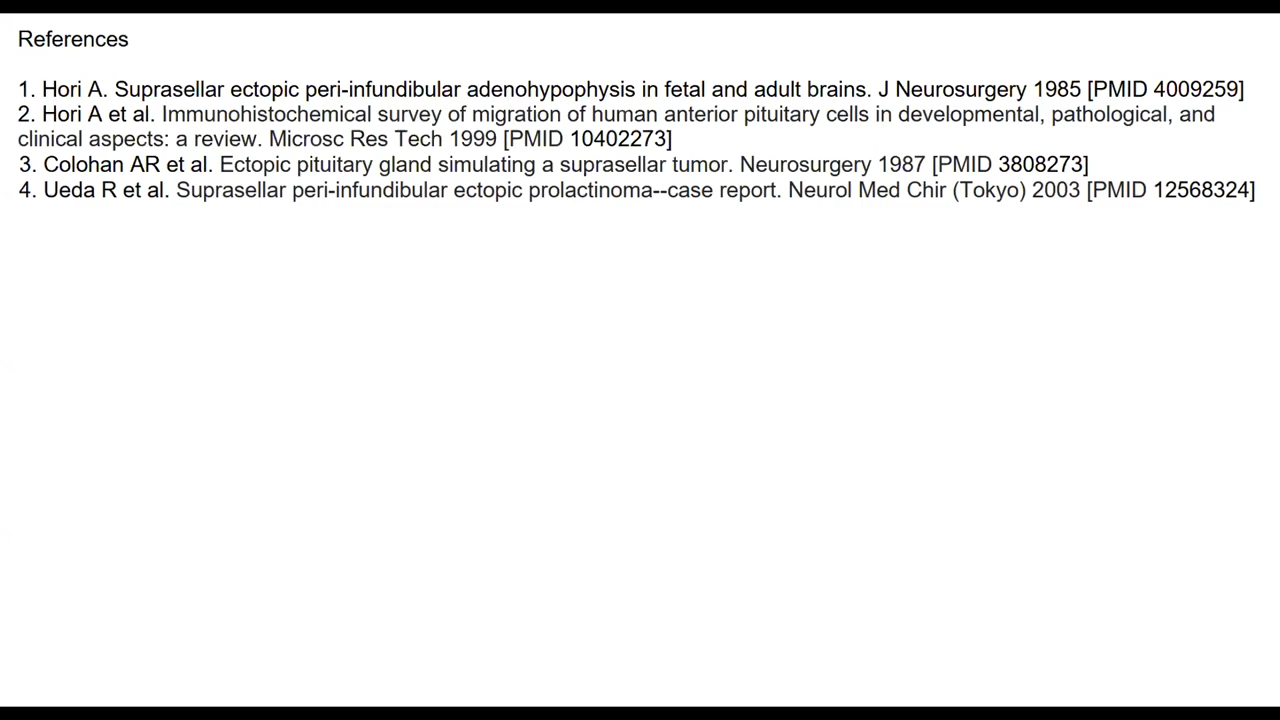 References
1. Hori A. Suprasellar ectopic peri-infundibular adenohypophysis in fetal and adult brains. J Neurosurgery 1985 [PMID 4009259]
2. Hori A et al. Immunohistochemical survey of migration of human anterior pituitary cells in developmental, pathological, and
clinical aspects: a review. Microsc Res Tech 1999 [PMID 10402273]
3. Colohan AR et al. Ectopic pituitary gland simulating a suprasellar tumor. Neurosurgery 1987 [PMID 3808273]
4. Ueda R et al. Suprasellar peri-infundibular ectopic prolactinoma--case report. Neurol Med Chir (Tokyo) 2003 [PMID 12568324]